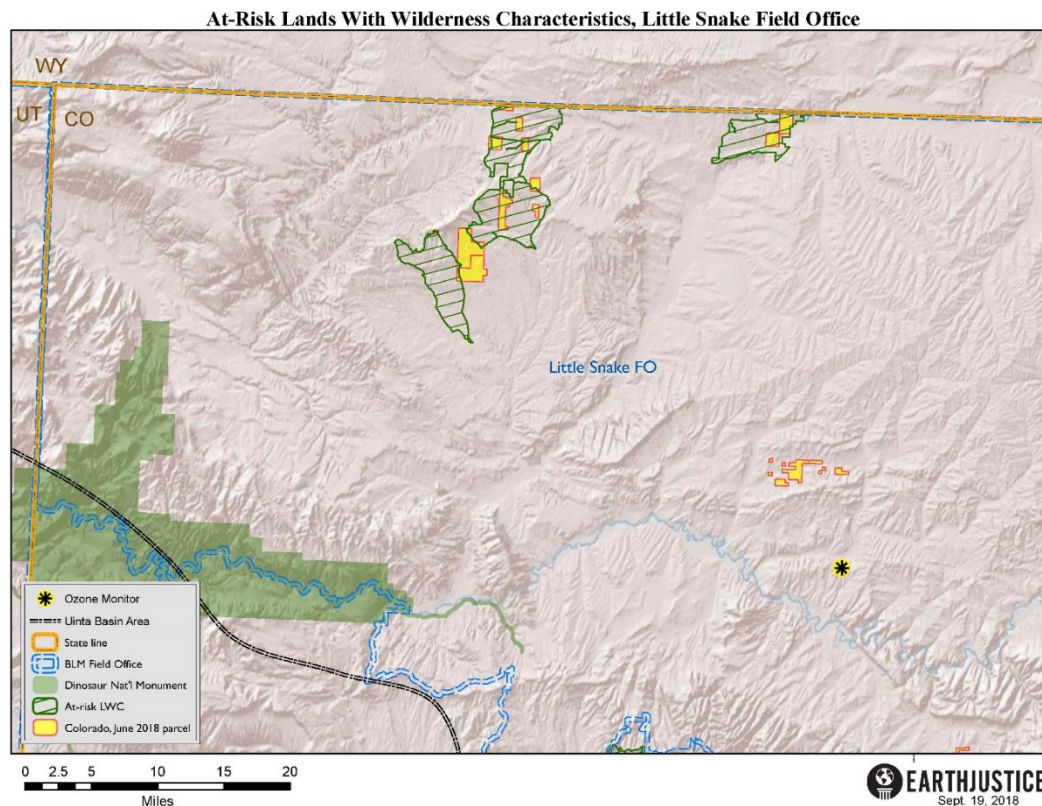 At-Risk Lands With Wilderness Characteristics, Little Snake Field Office
WY
UT
CO
Little Snake FO
Ozone Monitor
Uinta Basin Area
State line
BLM Field Office
Dinosaur Nat'l Monument
At-risk LWC
Colorado, June 2018 parcel
0 2.5 5 10 15 20
Miles
EARTHJUSTICE
Sept. 19, 2018